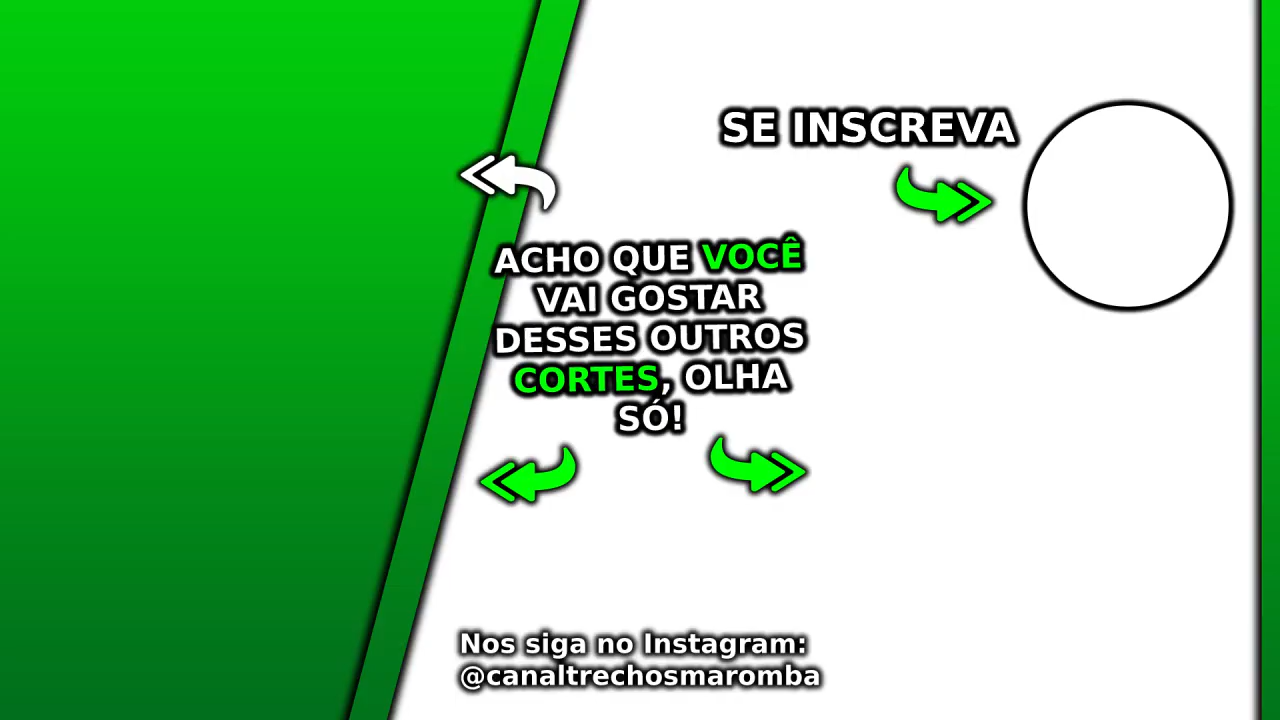 SE INSCREVA
ACHO QUE VOCÊ
VAI GOSTAR
DESSES OUTROS
CORTES, OLHA
SÓ!
Nos siga no Instagram:
@canaltrechosmaromba